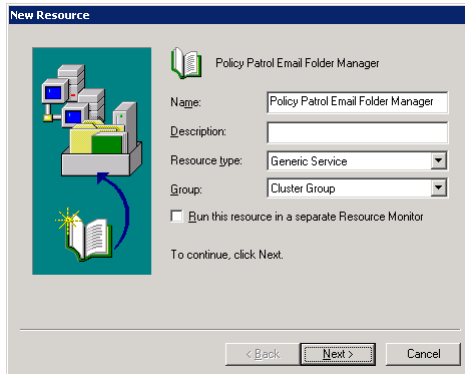 New Resource
Policy Patrol Email Folder Manager
Name: Policy Patrol Email Folder Manager
Description:
Resource type: Generic Service
Group: Cluster Group
Run this resource in a separate Resource Monitor
To continue, click Next.
< Back Next > Cancel